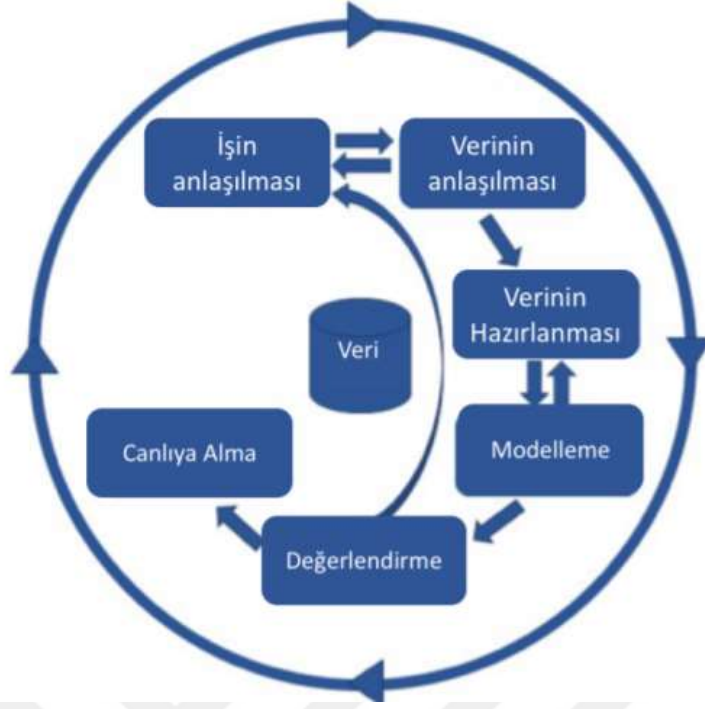 İşin
anlaşılması
Verinin
anlaşılması
Verinin
Hazırlanması
Veri
Modelleme
Canlıya Alma
Değerlendirme